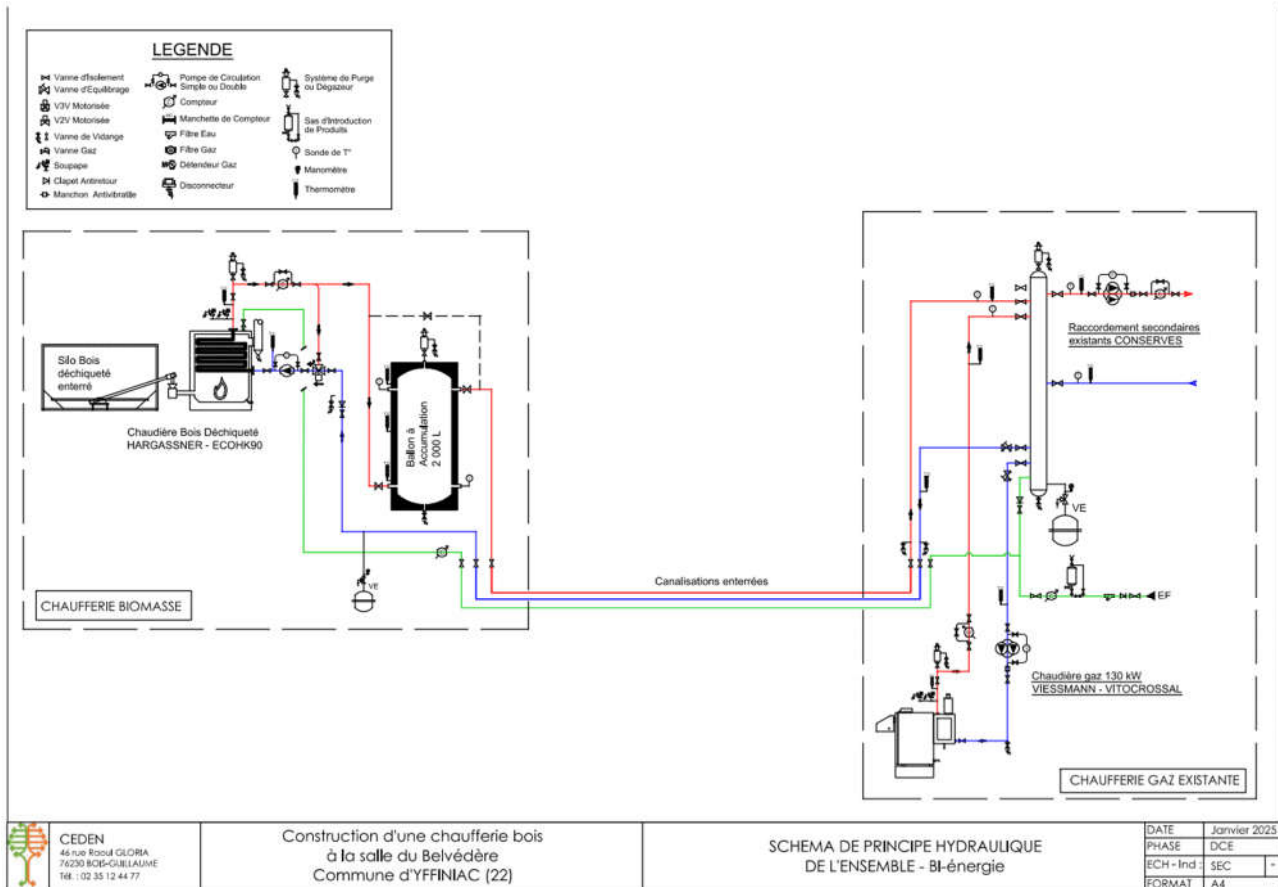 LEGENDE
Vanne d'Isolement
Vanne d'Equilibrage
V3V Motorisée
V2V Motorisée
Vanne de Vidange
Vanne Gaz
Soupape
Clapet Antiretour
Manchon Antivibratile
Pompe de Circulation
Simple ou Double
Compteur
Manchette de Compteur
Filtre Eau
Filtre Gaz
Détendeur Gaz
Disconnecteur
Système de Purge
ou Dégazeur
Sas d'Introduction
de Produits
Sonde de T°
Manomètre
Thermomètre
Silo Bois
déchiqueté
enterré
Chaudière Bois Déchiqueté
HARGASSNER - ECOHK90
Ballon à
Accumulation
2 000 L
VE
CHAUFFERIE BIOMASSE
Canalisations enterrées
Raccordement secondaires
existants CONSERVES
VE
EF
Chaudière gaz 130 kW
VIESSMANN - VITOCROSSAL
CHAUFFERIE GAZ EXISTANTE
CEDEN
46 rue Raoul GLORIA
76230 BOIS-GUILLAUME
Tél. : 02 35 12 44 77
Construction d'une chaufferie bois
à la salle du Belvédère
Commune d'YFFINIAC (22)
SCHEMA DE PRINCIPE HYDRAULIQUE
DE L'ENSEMBLE - Bi-énergie
DATE Janvier 2025
PHASE DCE
ECH - Ind : SEC -
FORMAT A4